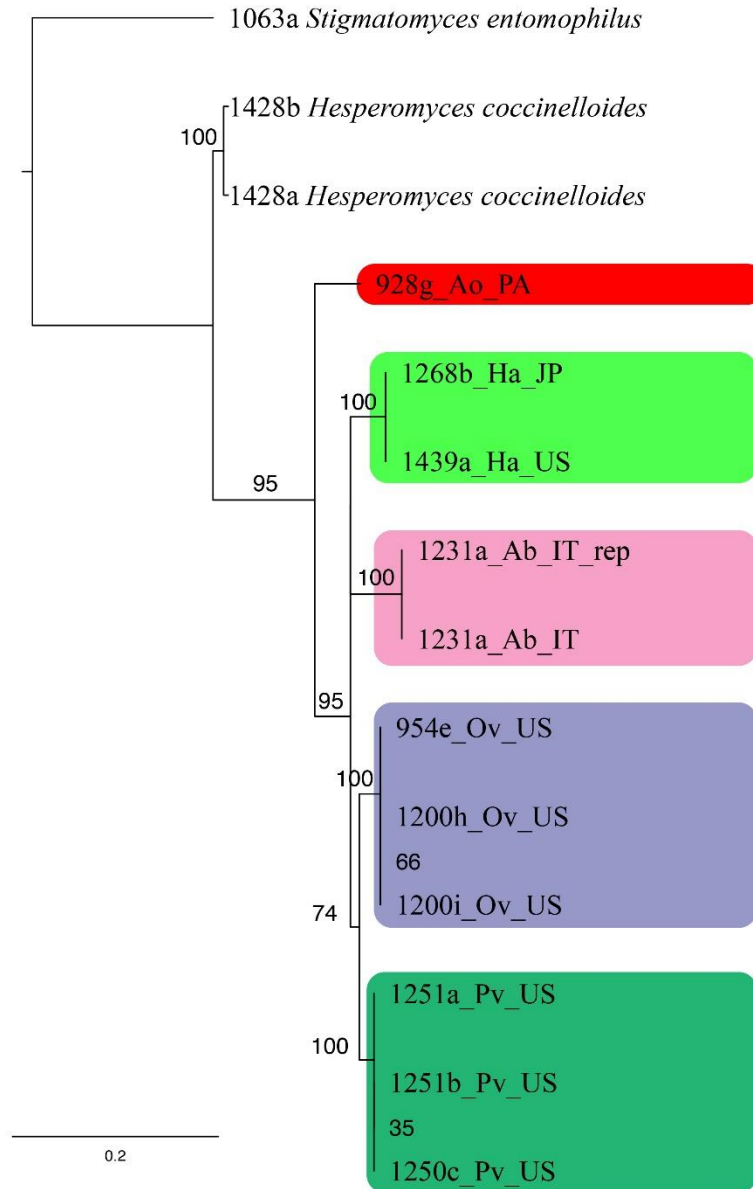 1063a Stigmatomyces entomophilus
1428b Hesperomyces coccinelloides
100
1428a Hesperomyces coccinelloides
928g_Ao_PA
1268b_Ha_JP
100
1439a_Ha_US
95
1231a_Ab_IT_rep
100
1231a_Ab_IT
95
954e_Ov_US
100
1200h_Ov_US
66
1200i_Ov_US
74
1251a_Pv_US
100
1251b_Pv_US
35
0.2
1250c_Pv_US